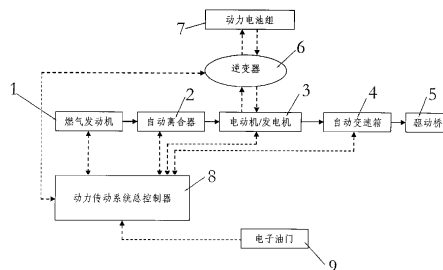 7
动力电池组
6
逆变器
1
2
3
4
5
燃气发动机
自动离合器
电动机/发电机
自动变速箱
驱动桥
动力传动系统总控制器
8
电子油门
9